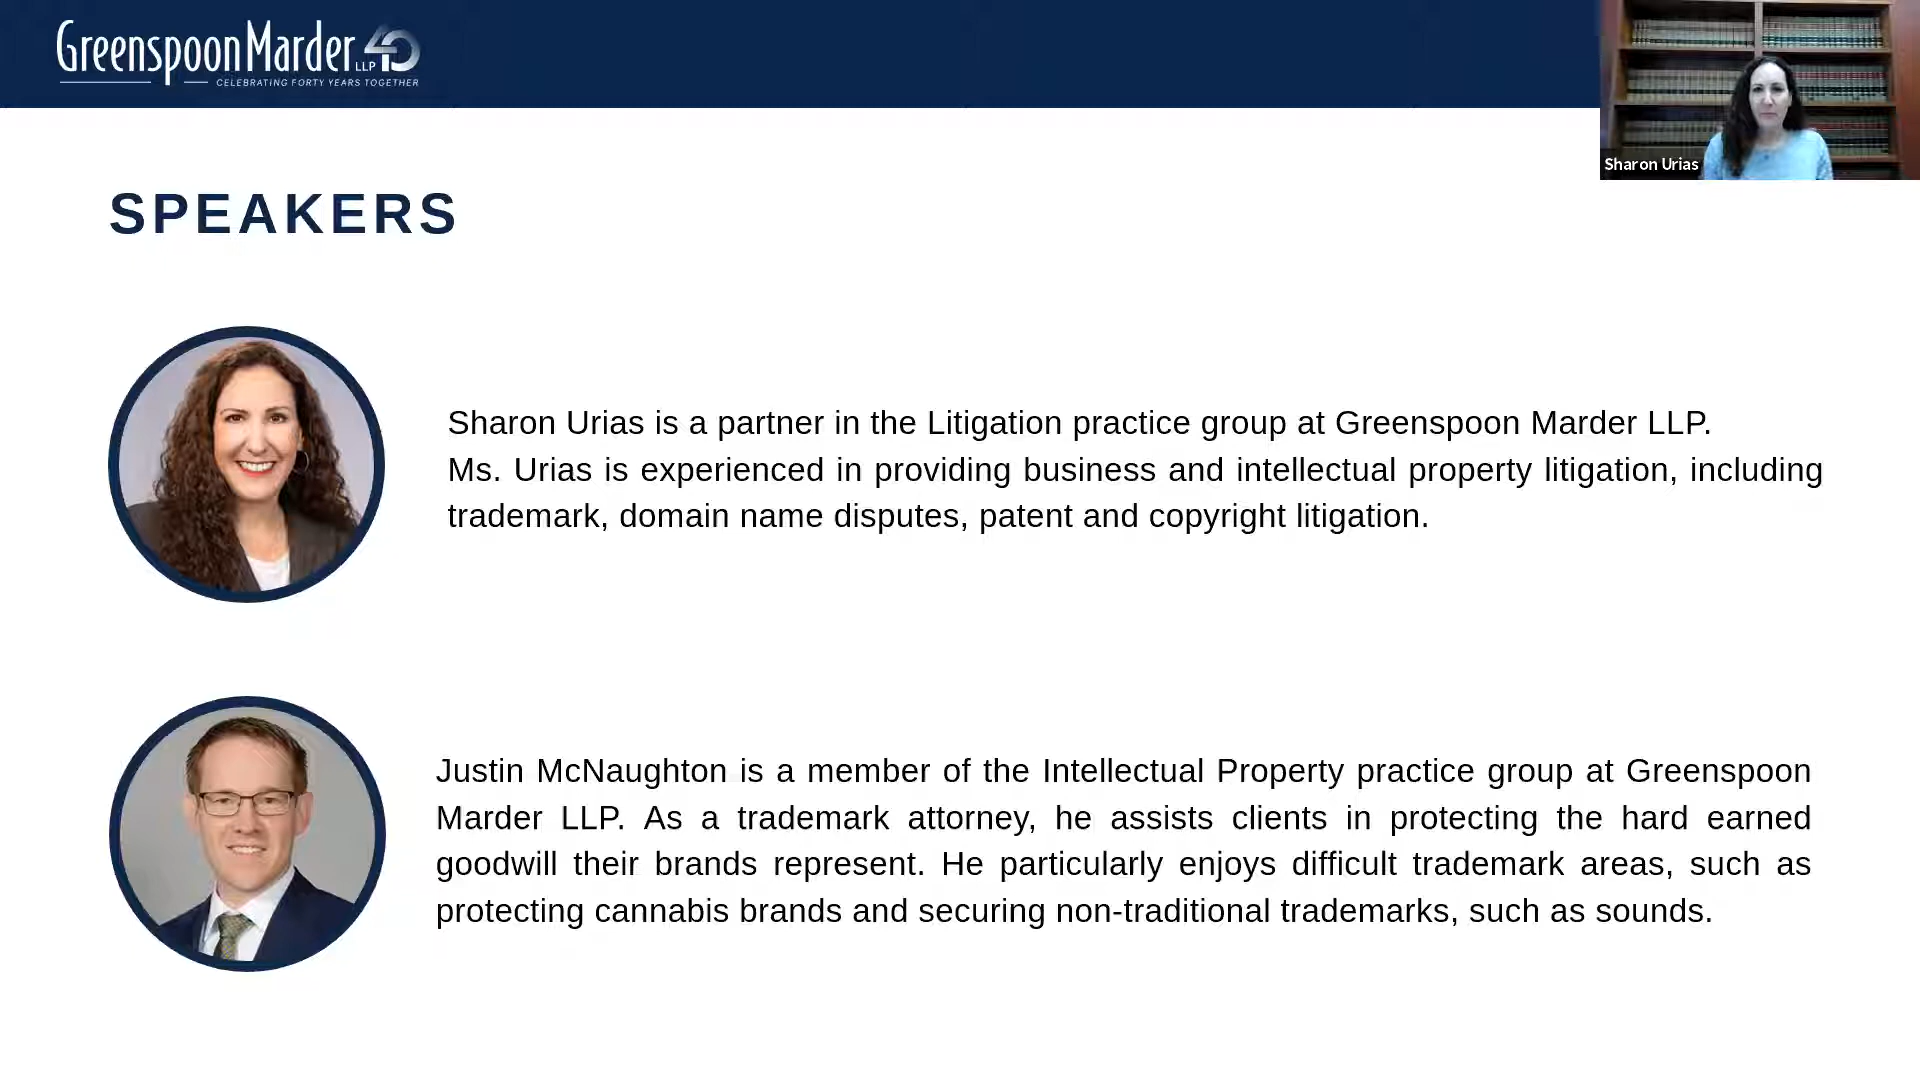 GreenspoonMarder LLP 40
CELEBRATING FORTY YEARS TOGETHER
Sharon Urias
SPEAKERS
Sharon Urias is a partner in the Litigation practice group at Greenspoon Marder LLP.
Ms. Urias is experienced in providing business and intellectual property litigation, including
trademark, domain name disputes, patent and copyright litigation.
Justin McNaughton is a member of the Intellectual Property practice group at Greenspoon
Marder LLP. As a trademark attorney, he assists clients in protecting the hard earned
goodwill their brands represent. He particularly enjoys difficult trademark areas, such as
protecting cannabis brands and securing non-traditional trademarks, such as sounds.